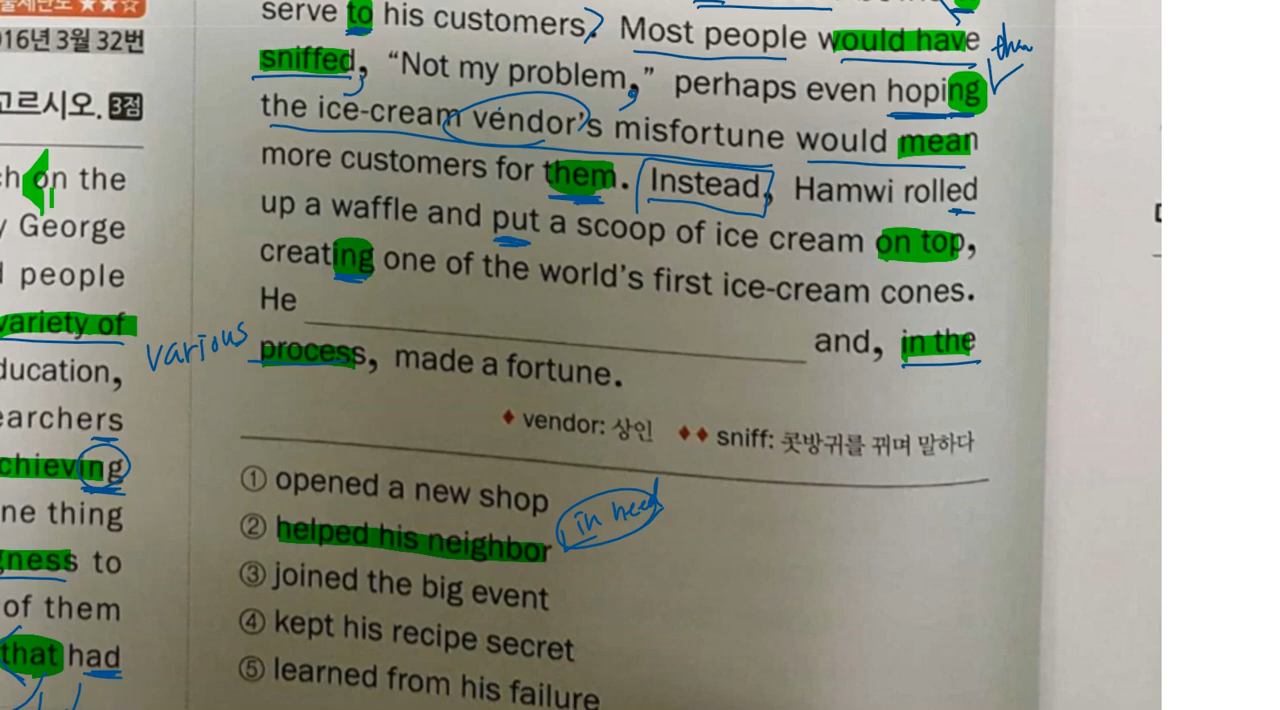 ★★☆
16년 3월 32번
고르시오. 3점
on the
George
people
variety of
various
ducation,
earchers
chieving
ne thing
gness to
of them
that had
serve to his customers? Most people would have
sniffed, “Not my problem,” perhaps even hoping
the ice-cream vendor’s misfortune would mean
more customers for them. Instead, Hamwi rolled
up a waffle and put a scoop of ice cream on top,
creating one of the world’s first ice-cream cones.
He ____________ and, in the
process, made a fortune.
♦ vendor: 상인 ♦♦ sniff: 콧방귀를 뀌며 말하다
① opened a new shop
② helped his neighbor in need
③ joined the big event
④ kept his recipe secret
⑤ learned from his failure